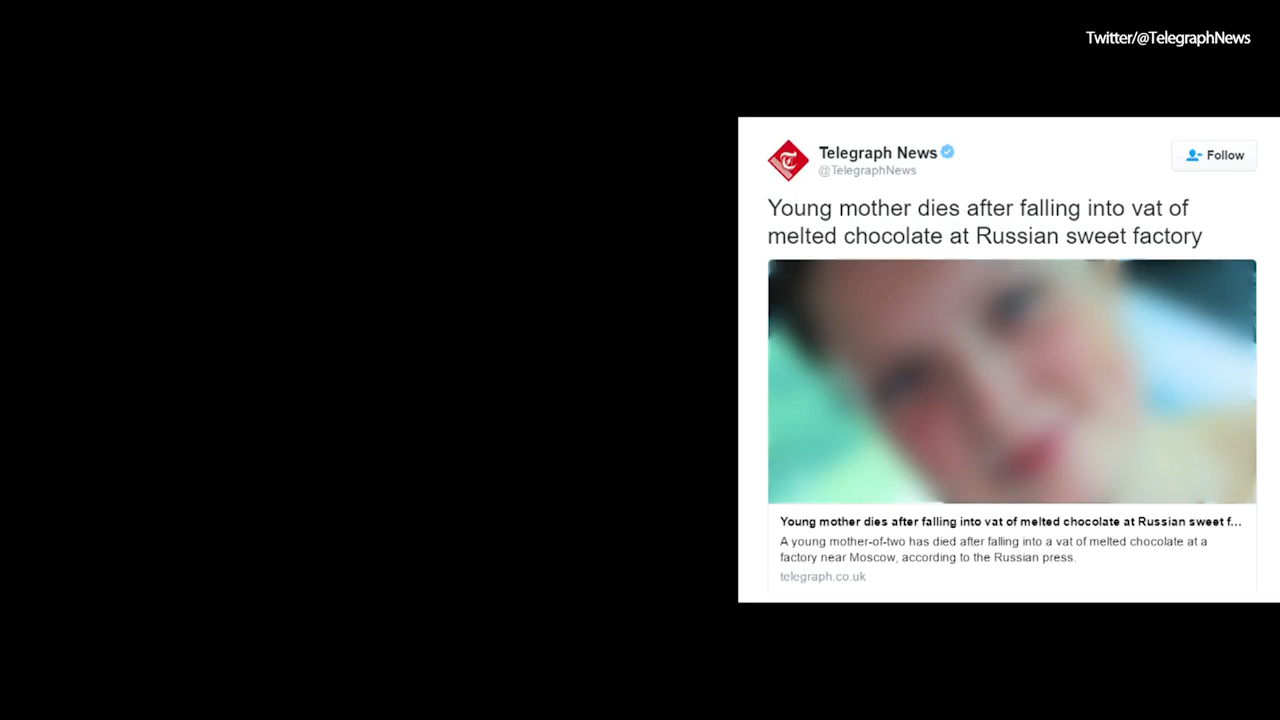 Twitter/@TelegraphNews
Telegraph News
@TelegraphNews
Follow
Young mother dies after falling into vat of
melted chocolate at Russian sweet factory
Young mother dies after falling into vat of melted chocolate at Russian sweet f...
A young mother-of-two has died after falling into a vat of melted chocolate at a
factory near Moscow, according to the Russian press.
telegraph.co.uk